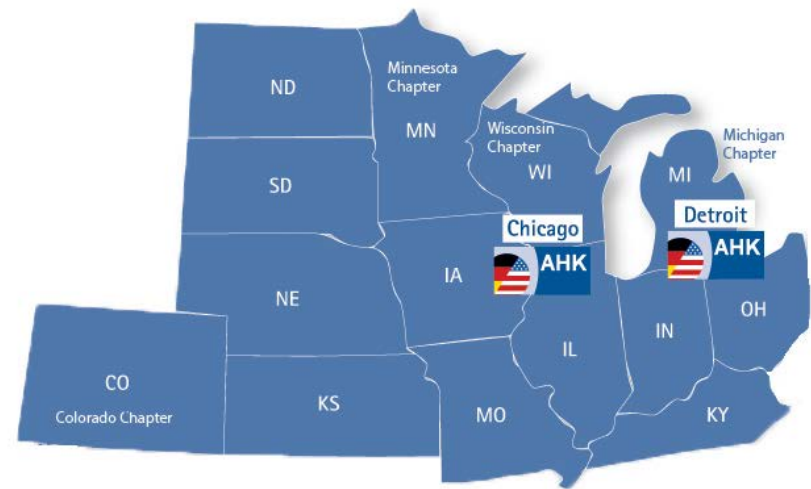 ND
Minnesota
Chapter
MN
Wisconsin
Chapter
WI
Michigan
Chapter
MI
SD
Chicago
AHK
Detroit
AHK
IA
NE
OH
IN
IL
CO
Colorado Chapter
KS
MO
KY